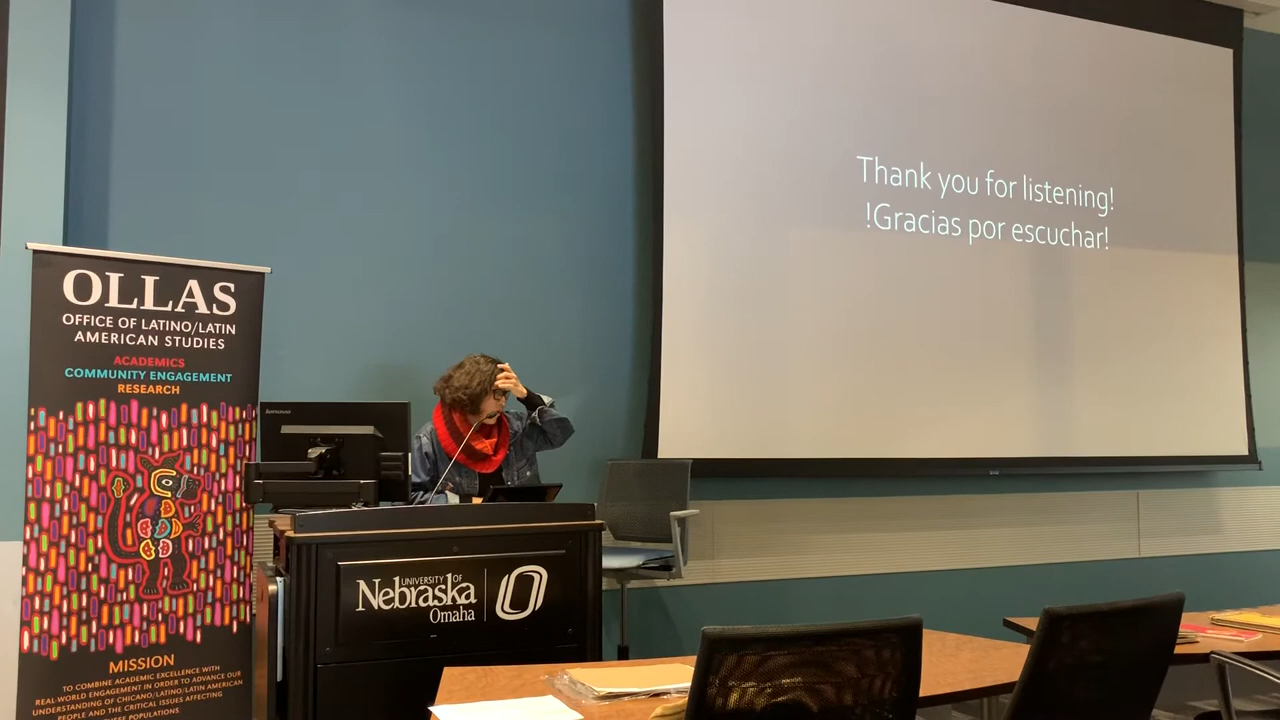 OLLAS
OFFICE OF LATINO/LATIN
AMERICAN STUDIES
ACADEMICS
COMMUNITY ENGAGEMENT
RESEARCH
MISSION
TO COMBINE ACADEMIC EXCELLENCE WITH
REAL-WORLD ENGAGEMENT IN ORDER TO ADVANCE OUR
UNDERSTANDING OF CHICANO/LATINO/LATIN AMERICAN
PEOPLE AND THE CRITICAL ISSUES AFFECTING
THESE POPULATIONS.
lenovo
UNIVERSITY OF
Nebraska
Omaha
O
Thank you for listening!
!Gracias por escuchar!